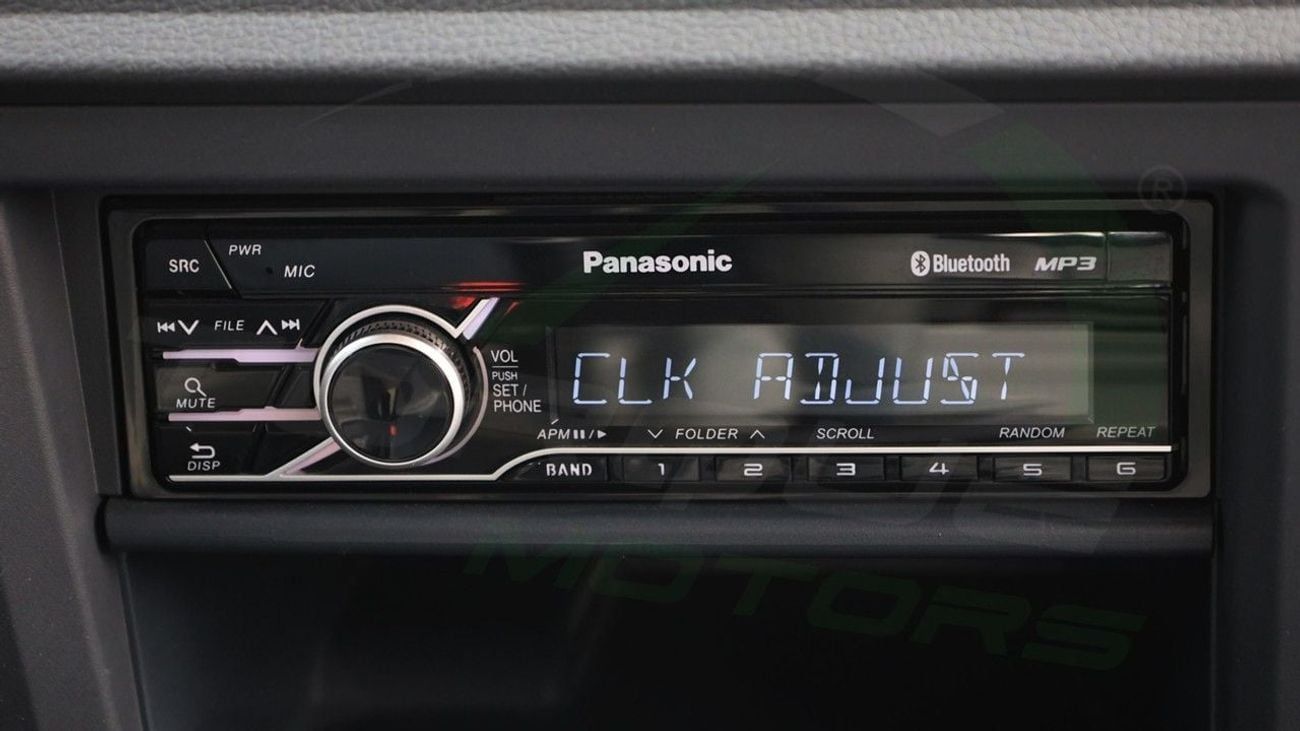 Panasonic
Bluetooth MP3
SRC
PWR
MIC
FILE
VOL
PUSH
SET /
PHONE
MUTE
DISP
CLK ADJUST
APM / FOLDER SCROLL RANDOM REPEAT
BAND 1 2 3 4 5 6
MOTORS
®